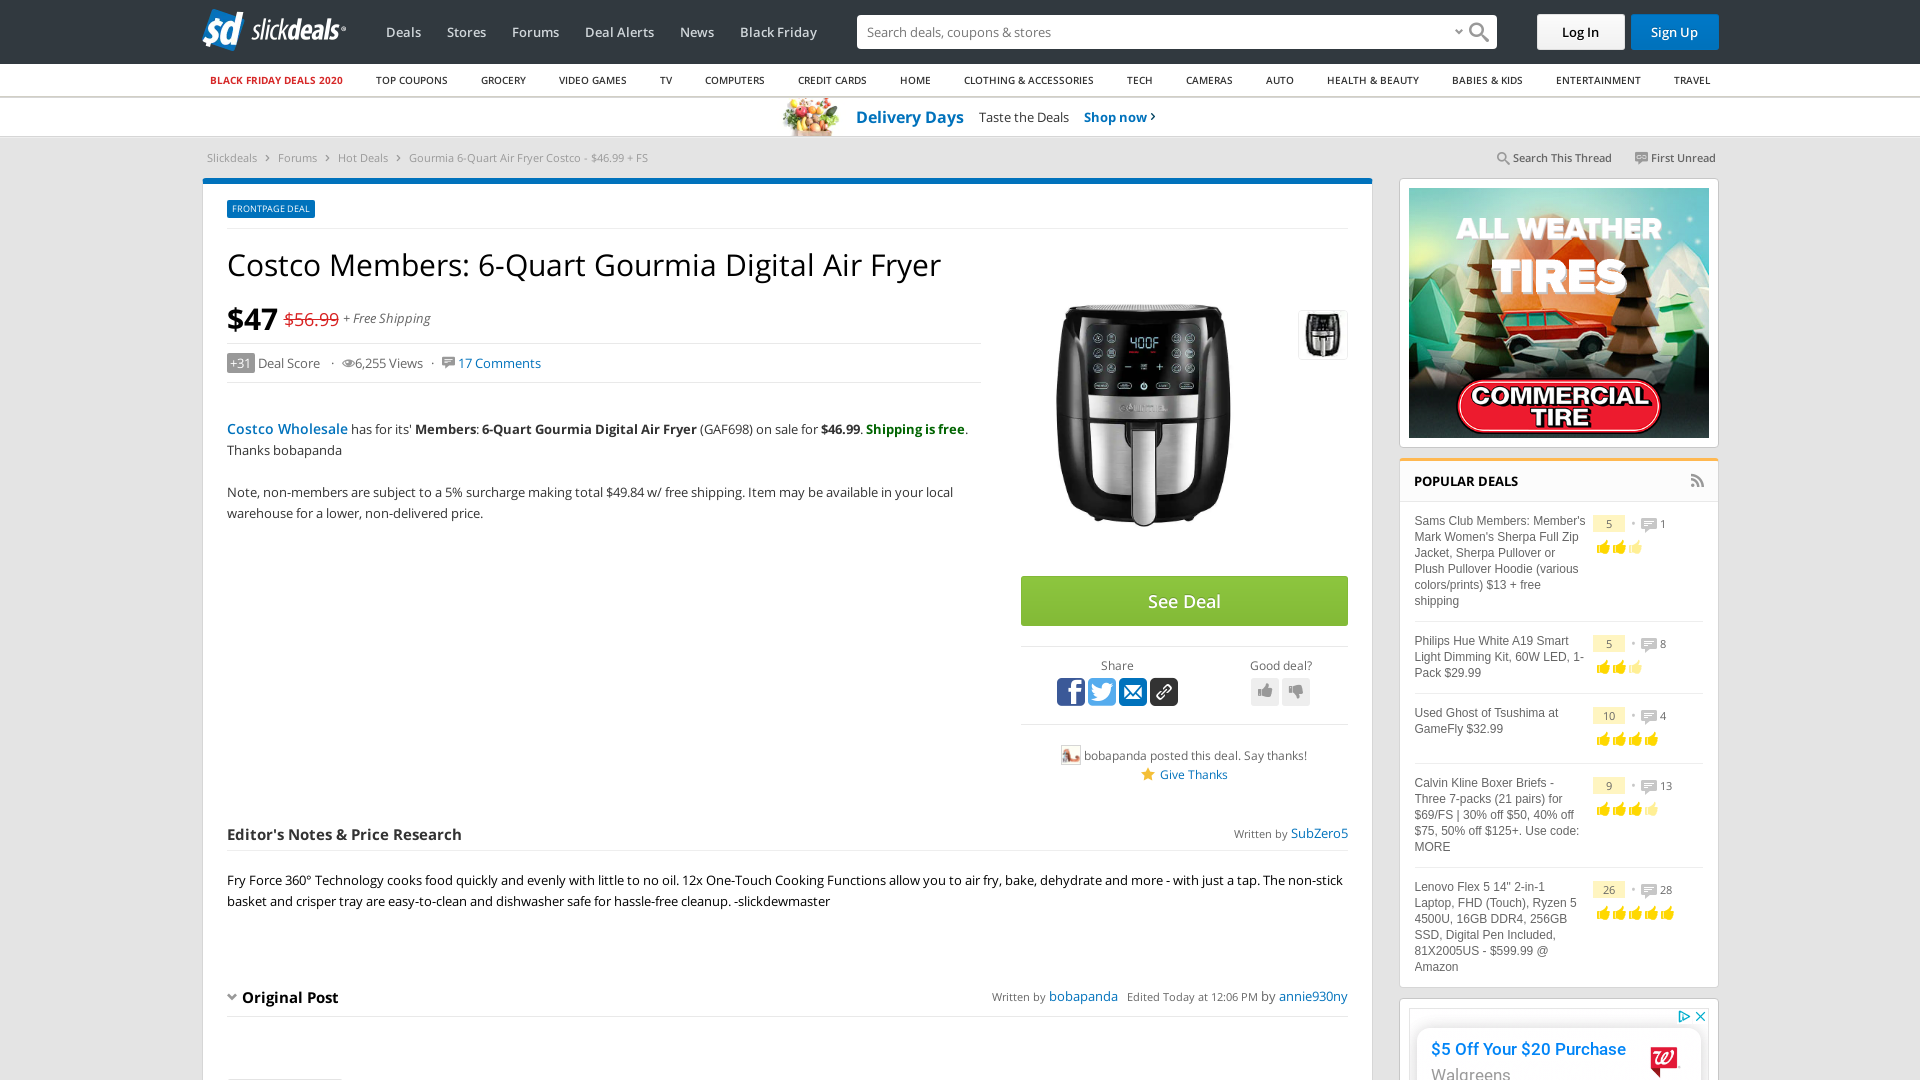 sd slickdeals
Deals Stores Forums Deal Alerts News Black Friday
Search deals, coupons & stores
Log In Sign Up
BLACK FRIDAY DEALS 2020 TOP COUPONS GROCERY VIDEO GAMES TV COMPUTERS CREDIT CARDS HOME CLOTHING & ACCESSORIES TECH CAMERAS AUTO HEALTH & BEAUTY BABIES & KIDS ENTERTAINMENT TRAVEL
Delivery Days Taste the Deals Shop now
Slickdeals Forums Hot Deals Gourmia 6-Quart Air Fryer Costco - $46.99 + FS
Search This Thread First Unread
FRONTPAGE DEAL
Costco Members: 6-Quart Gourmia Digital Air Fryer
$47 $56.99 + Free Shipping
+31 Deal Score · 6,255 Views · 17 Comments
Costco Wholesale has for its' Members: 6-Quart Gourmia Digital Air Fryer (GAF698) on sale for $46.99. Shipping is free.
Thanks bobapanda
Note, non-members are subject to a 5% surcharge making total $49.84 w/ free shipping. Item may be available in your local
warehouse for a lower, non-delivered price.
400F
See Deal
Share Good deal?
bobapanda posted this deal. Say thanks!
Give Thanks
Editor's Notes & Price Research
Written by SubZero5
Fry Force 360° Technology cooks food quickly and evenly with little to no oil. 12x One-Touch Cooking Functions allow you to air fry, bake, dehydrate and more - with just a tap. The non-stick
basket and crisper tray are easy-to-clean and dishwasher safe for hassle-free cleanup. -slickdewmaster
Original Post
Written by bobapanda Edited Today at 12:06 PM by annie930ny
ALL WEATHER
TIRES
COMMERCIAL
TIRE
POPULAR DEALS
Sams Club Members: Member's
Mark Women's Sherpa Full Zip
Jacket, Sherpa Pullover or
Plush Pullover Hoodie (various
colors/prints) $13 + free
shipping
5 • 1
Philips Hue White A19 Smart
Light Dimming Kit, 60W LED, 1-
Pack $29.99
5 • 8
Used Ghost of Tsushima at
GameFly $32.99
10 • 4
Calvin Kline Boxer Briefs -
Three 7-packs (21 pairs) for
$69/FS | 30% off $50, 40% off
$75, 50% off $125+. Use code:
MORE
9 • 13
Lenovo Flex 5 14" 2-in-1
Laptop, FHD (Touch), Ryzen 5
4500U, 16GB DDR4, 256GB
SSD, Digital Pen Included,
81X2005US - $599.99 @
Amazon
26 • 28
$5 Off Your $20 Purchase
Walgreens